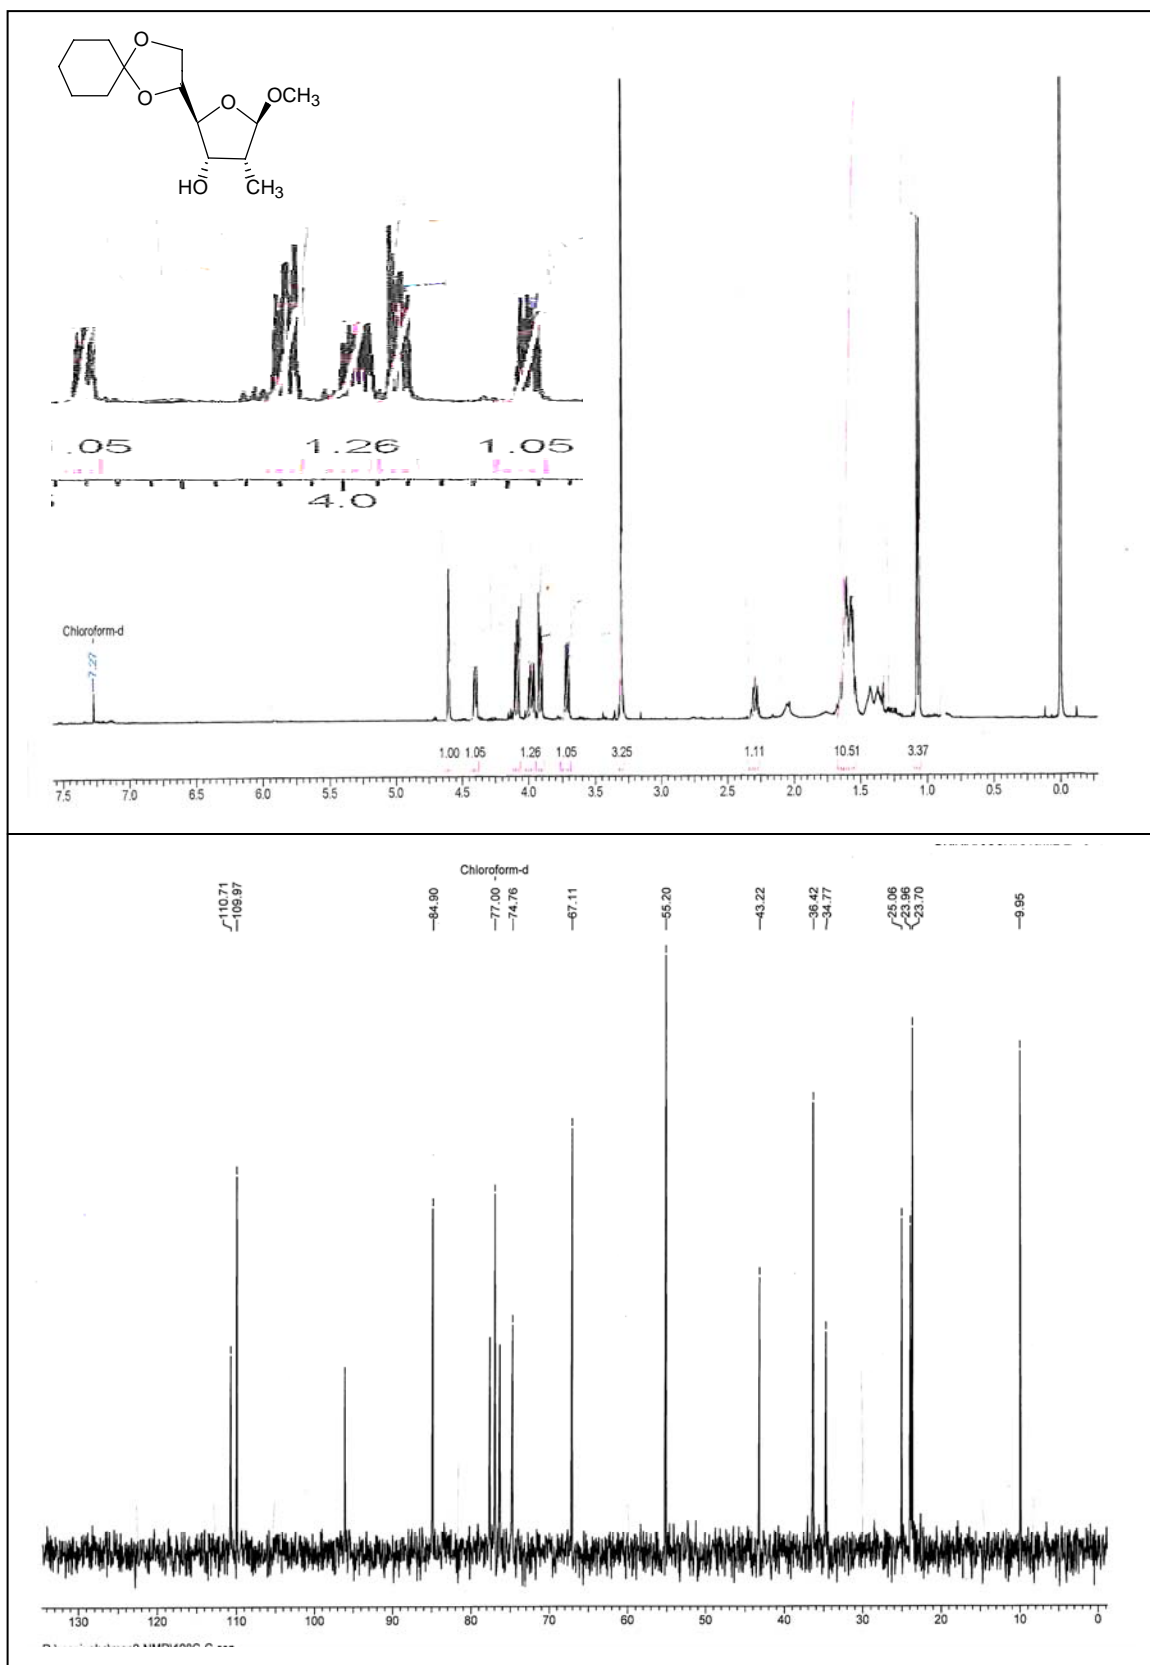 O
O
O
OCH3
HO
CH3
.05 1.26 1.05
4.0
Chloroform-d
7.27
1.00 1.05 1.26 1.05 3.25 1.11 10.51 3.37
7.5 7.0 6.5 6.0 5.5 5.0 4.5 4.0 3.5 3.0 2.5 2.0 1.5 1.0 0.5 0.0
Chloroform-d
110.71 109.97 84.90 77.00 74.76 67.11 55.20 43.22 36.42 34.77 25.06 23.96 23.70 9.95
130 120 110 100 90 80 70 60 50 40 30 20 10 0